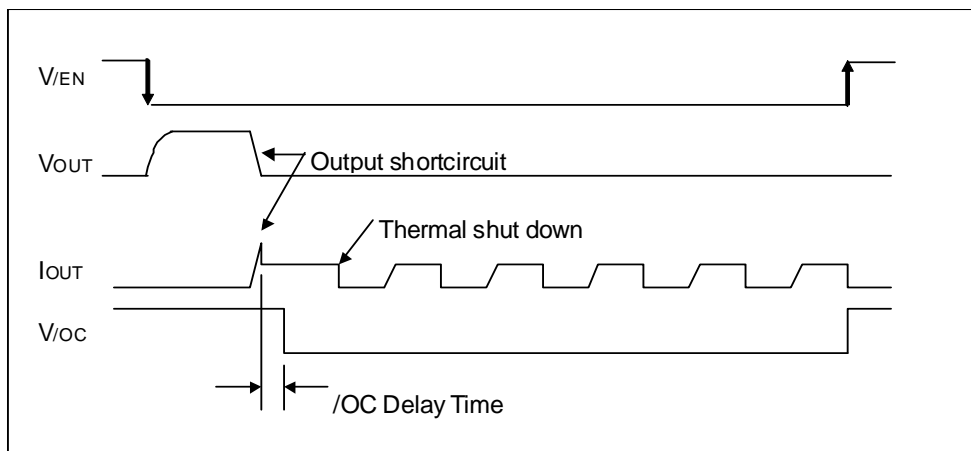 V/EN
VOUT
Output shortcircuit
Thermal shut down
IOUT
V/OC
/OC Delay Time